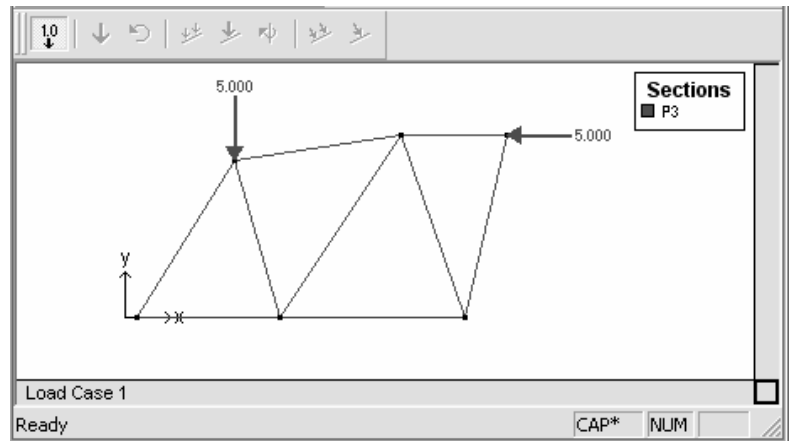 1.0
5.000
Sections
P3
5.000
y
x
Load Case 1
Ready CAP* NUM